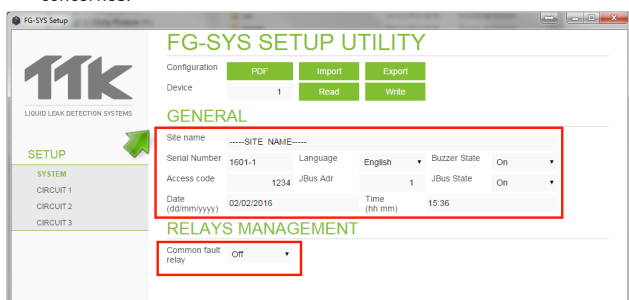 concerned.
FG-SYS Setup
FG-SYS SETUP UTILITY
TTK
LIQUID LEAK DETECTION SYSTEMS
Configuration PDF Import Export
Device 1 Read Write
GENERAL
Site name -----SITE NAME-----
SETUP
Serial Number 1601-1 Language English Buzzer State On
SYSTEM
Access code 1234 JBus Adr 1 JBus State On
CIRCUIT 1
Date (dd/mm/yyyy) 02/02/2016 Time (hh:mm) 15:36
CIRCUIT 2
CIRCUIT 3
RELAYS MANAGEMENT
Common fault relay Off